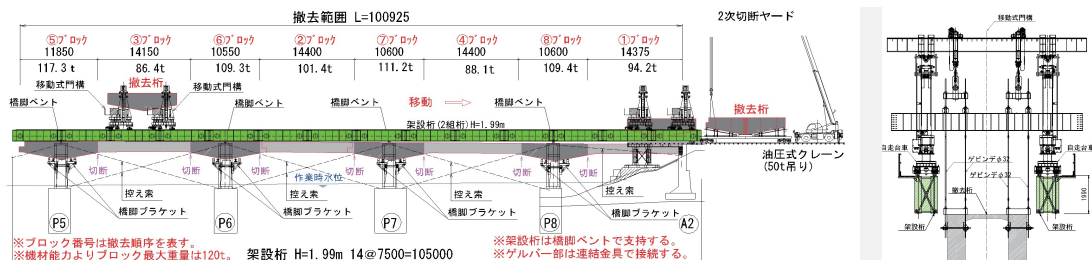 撤去範囲 L=100925
2次切断ヤード
⑤ブロック ③ブロック ⑥ブロック ②ブロック ⑦ブロック ④ブロック ⑧ブロック ①ブロック
11850 14150 10550 14400 10600 14400 10600 14375
117.3t 86.4t 109.3t 101.4t 111.2t 88.1t 109.4t 94.2t
撤去桁
移動式門構 移動式門構
橋脚ベント 橋脚ベント 橋脚ベント 移動 橋脚ベント
撤去桁
架設桁(2組桁)H=1.99m
油圧式クレーン
(50t吊り)
切断 切断 切断 切断 切断 切断 切断
作業時水位
控え索 控え索 控え索 控え索
橋脚ブラケット 橋脚ブラケット 橋脚ブラケット 橋脚ブラケット
P5 P6 P7 P8 A2
※ブロック番号は撤去順序を表す。
※機材能力よりブロック最大重量は120t。
架設桁 H=1.99m 14@7500=105000
※架設桁は橋脚ベントで支持する。
※ゲルバー部は連結金具で接続する。
移動式門構
自走台車 自走台車
ゲビンデφ32
ゲビンデφ32
撤去桁
1990
架設桁 架設桁